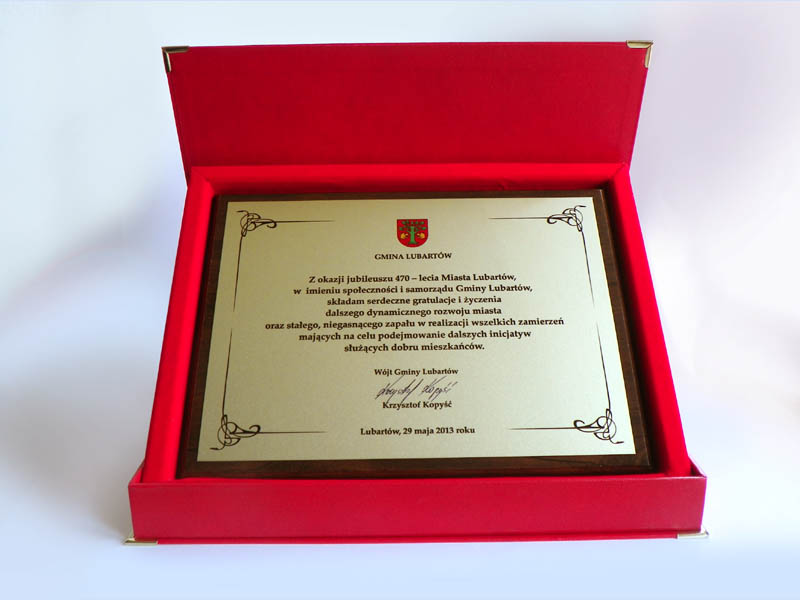 GMINA LUBARTÓW
Z okazji jubileuszu 470 – lecia Miasta Lubartów,
w imieniu społeczności i samorządu Gminy Lubartów,
składam serdeczne gratulacje i życzenia
dalszego dynamicznego rozwoju miasta
oraz stałego, niegasnącego zapału w realizacji wszelkich zamierzeń
mających na celu podejmowanie dalszych inicjatyw
służących dobru mieszkańców.
Wójt Gminy Lubartów
Krzysztof Kopyść
Krzysztof Kopyść
Lubartów, 29 maja 2013 roku